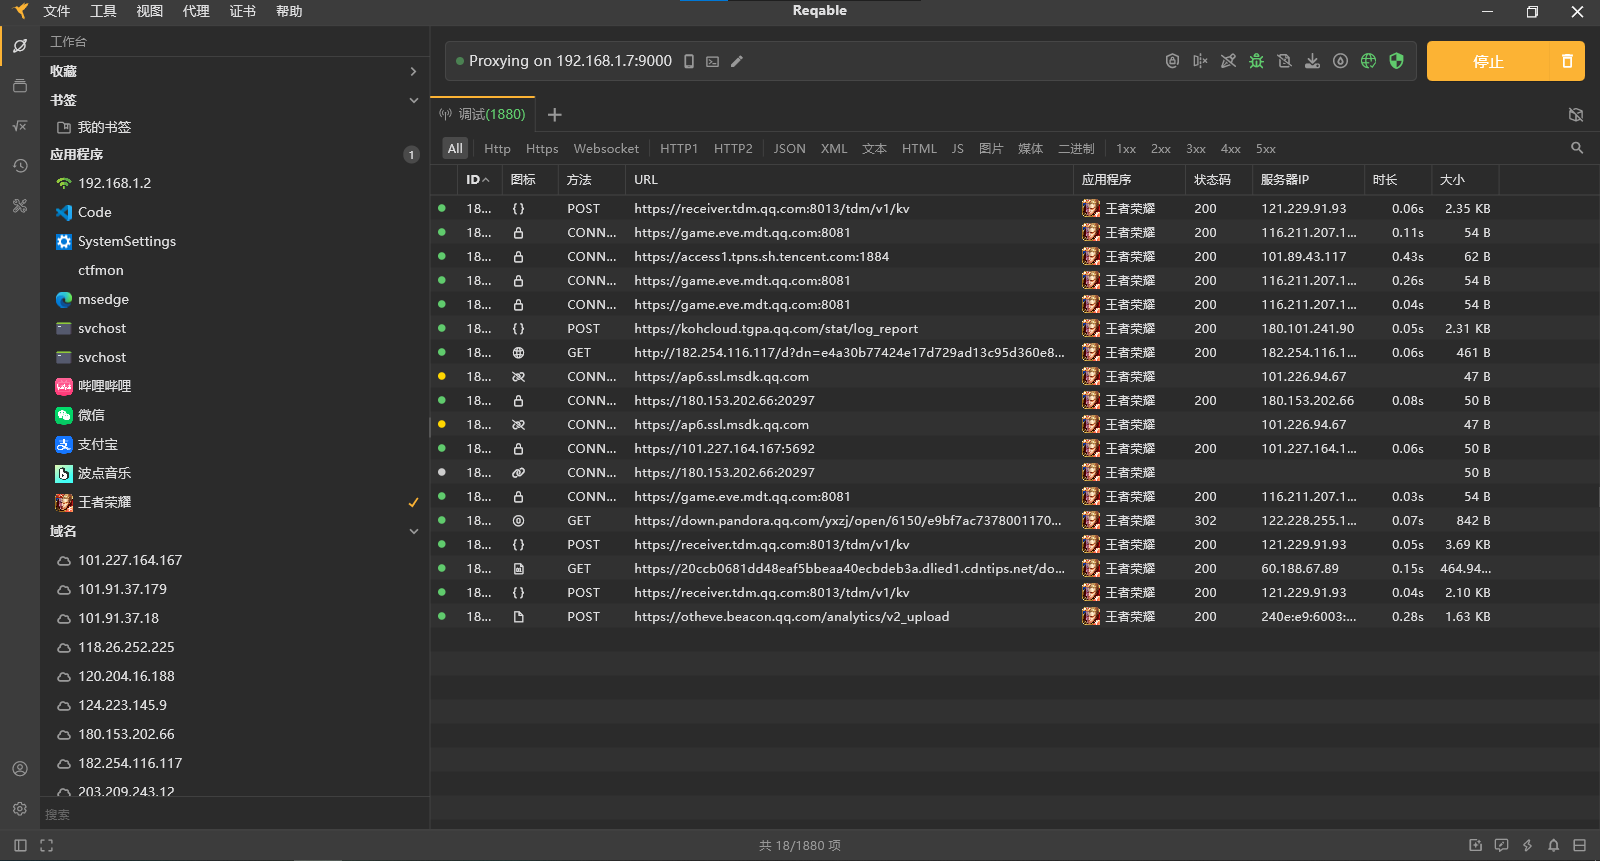 文件 工具 视图 代理 证书 帮助 Reqable
工作台
收藏
书签
我的书签
应用程序 1
192.168.1.2
Code
SystemSettings
ctfmon
msedge
svchost
svchost
哔哩哔哩
微信
支付宝
波点音乐
王者荣耀
域名
101.227.164.167
101.91.37.179
101.91.37.18
118.26.252.225
120.204.16.188
124.223.145.9
180.153.202.66
182.254.116.117
203.209.243.12
搜索
Proxying on 192.168.1.7:9000 停止
调试(1880)
All Http Https Websocket HTTP1 HTTP2 JSON XML 文本 HTML JS 图片 媒体 二进制 1xx 2xx 3xx 4xx 5xx
ID 图标 方法 URL 应用程序 状态码 服务器IP 时长 大小
18... {} POST https://receiver.tdm.qq.com:8013/tdm/v1/kv 王者荣耀 200 121.229.91.93 0.06s 2.35 KB
18... CONN... https://game.eve.mdt.qq.com:8081 王者荣耀 200 116.211.207.1... 0.11s 54 B
18... CONN... https://access1.tpns.sh.tencent.com:1884 王者荣耀 200 101.89.43.117 0.43s 62 B
18... CONN... https://game.eve.mdt.qq.com:8081 王者荣耀 200 116.211.207.1... 0.26s 54 B
18... CONN... https://game.eve.mdt.qq.com:8081 王者荣耀 200 116.211.207.1... 0.04s 54 B
18... {} POST https://kohcloud.tgpa.qq.com/stat/log_report 王者荣耀 200 180.101.241.90 0.05s 2.31 KB
18... GET http://182.254.116.117/d?dn=e4a30b77424e17d729ad13c95d360e8... 王者荣耀 200 182.254.116.1... 0.06s 461 B
18... CONN... https://ap6.ssl.msdk.qq.com 王者荣耀 101.226.94.67 47 B
18... CONN... https://180.153.202.66:20297 王者荣耀 200 180.153.202.66 0.08s 50 B
18... CONN... https://ap6.ssl.msdk.qq.com 王者荣耀 101.226.94.67 47 B
18... CONN... https://101.227.164.167:5692 王者荣耀 200 101.227.164.1... 0.06s 50 B
18... CONN... https://180.153.202.66:20297 王者荣耀 50 B
18... CONN... https://game.eve.mdt.qq.com:8081 王者荣耀 200 116.211.207.1... 0.03s 54 B
18... GET https://down.pandora.qq.com/yxzj/open/6150/e9bf7ac7378001170... 王者荣耀 302 122.228.255.1... 0.07s 842 B
18... {} POST https://receiver.tdm.qq.com:8013/tdm/v1/kv 王者荣耀 200 121.229.91.93 0.05s 3.69 KB
18... GET https://20ccb0681dd48eaf5bbeaa40ecbdeb3a.dlied1.cdntips.net/do... 王者荣耀 200 60.188.67.89 0.15s 464.94...
18... {} POST https://receiver.tdm.qq.com:8013/tdm/v1/kv 王者荣耀 200 121.229.91.93 0.04s 2.10 KB
18... POST https://otheve.beacon.qq.com/analytics/v2_upload 王者荣耀 200 240e:e9:6003:... 0.28s 1.63 KB
共 18/1880 项